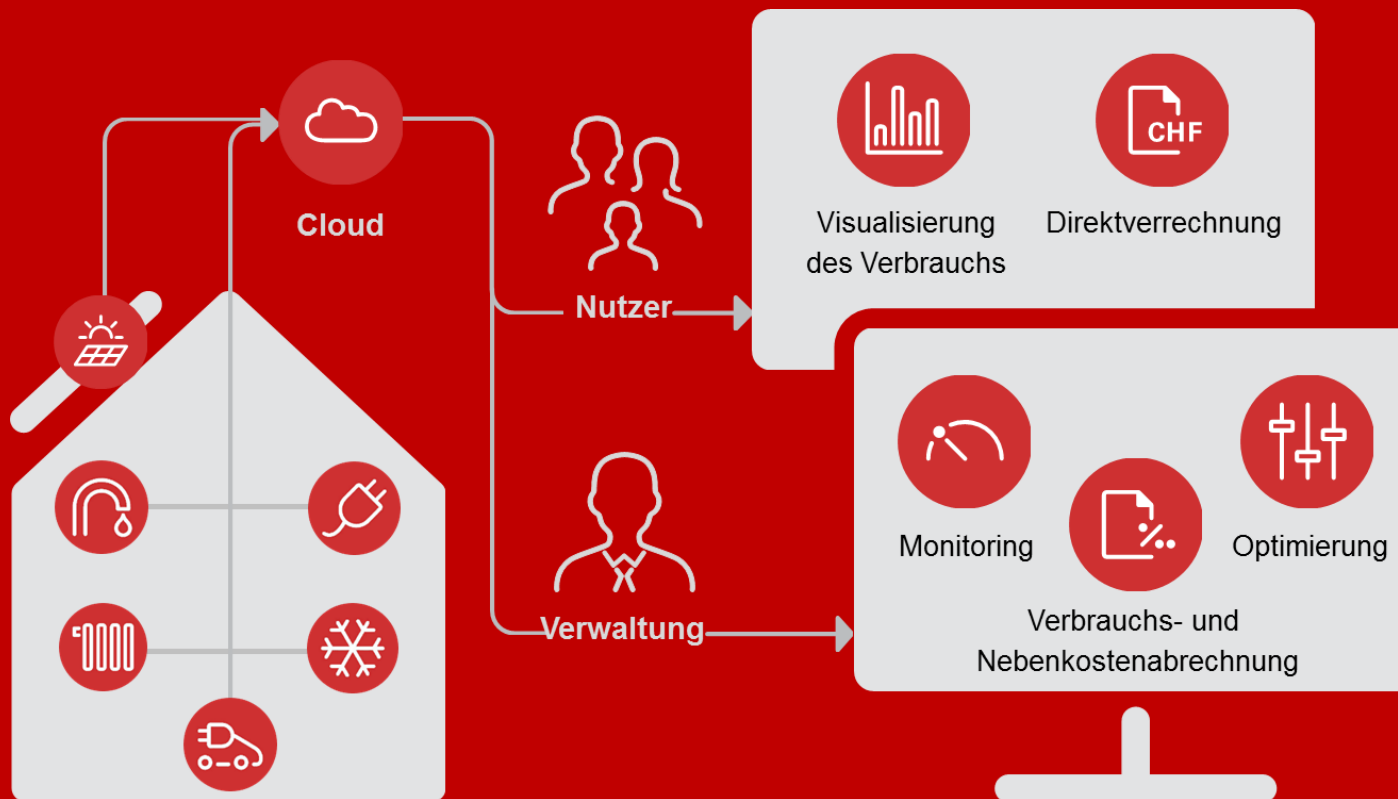 Cloud
Nutzer
CHF
Visualisierung
des Verbrauchs
Direktverrechnung
Verwaltung
Monitoring
Optimierung
Verbrauchs- und
Nebenkostenabrechnung